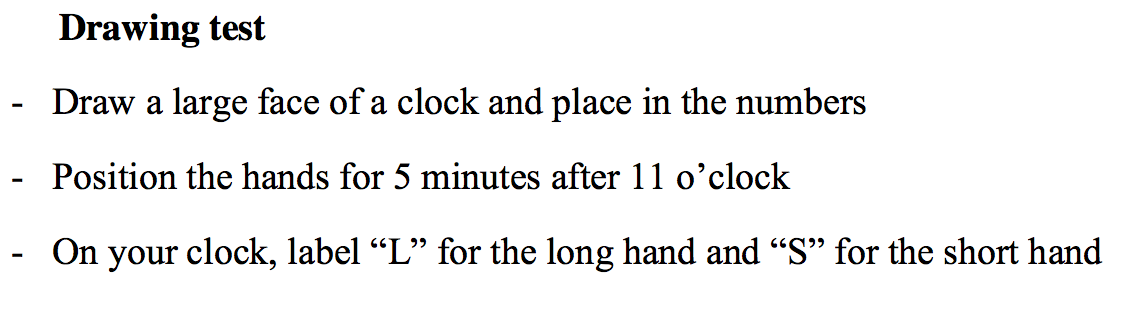 Drawing test
- Draw a large face of a clock and place in the numbers
- Position the hands for 5 minutes after 11 o’clock
- On your clock, label “L” for the long hand and “S” for the short hand